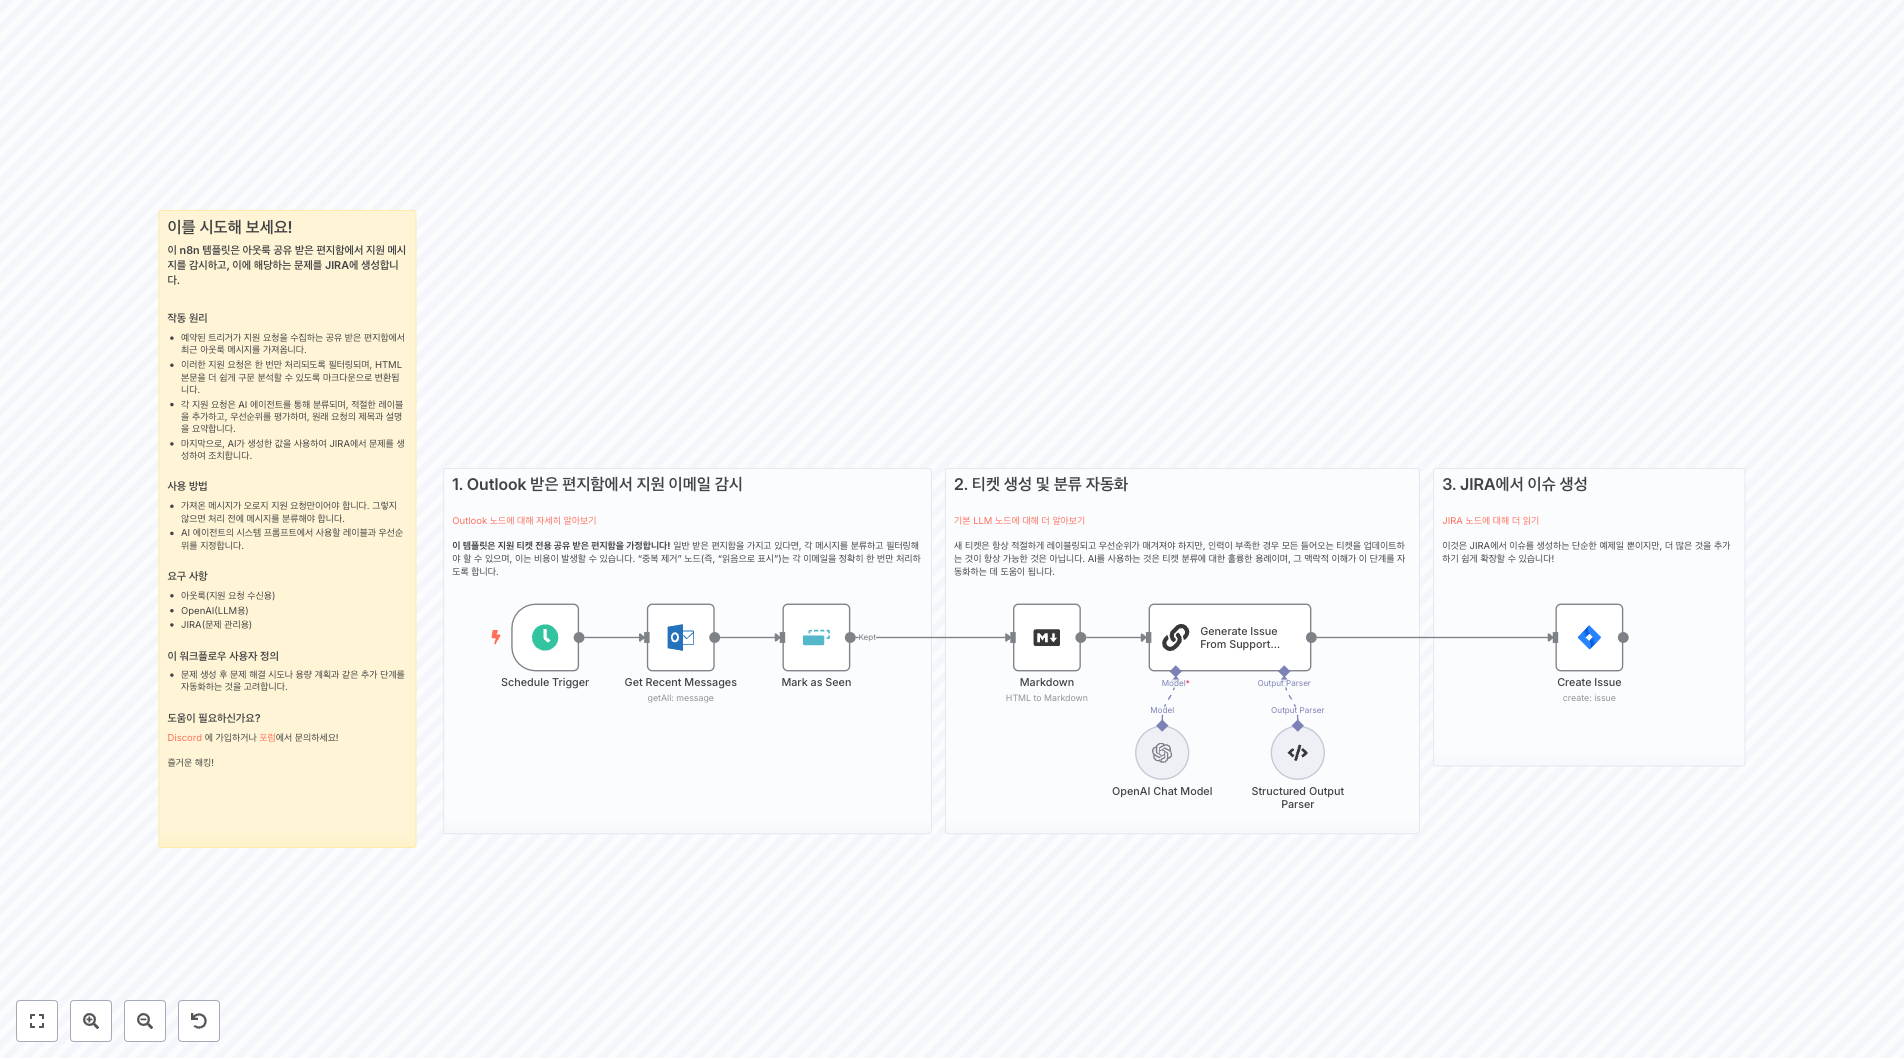 이를 시도해 보세요!
이 n8n 템플릿은 아웃룩 공유 받은 편지함에서 지원 메시
지를 감시하고, 이에 해당하는 문제를 JIRA에 생성합니
다.
작동 원리
예약된 트리거가 지원 요청을 수집하는 공유 받은 편지함에서
최근 아웃룩 메시지를 가져옵니다.
이러한 지원 요청은 한 번만 처리되도록 필터링되며, HTML
본문을 더 쉽게 구문 분석할 수 있도록 마크다운으로 변환됩
니다.
각 지원 요청은 AI 에이전트를 통해 분류되며, 적절한 레이블
을 추가하고, 우선순위를 평가하며, 원래 요청의 제목과 설명
을 요약합니다.
마지막으로, AI가 생성한 값을 사용하여 JIRA에서 문제를 생
성하여 조치합니다.
사용 방법
가져온 메시지가 오로지 지원 요청만이어야 합니다. 그렇지
않으면 처리 전에 메시지를 분류해야 합니다.
AI 에이전트의 시스템 프롬프트에서 사용할 레이블과 우선순
위를 지정합니다.
요구 사항
아웃룩(지원 요청 수신용)
OpenAI(LLM용)
JIRA(문제 관리용)
이 워크플로우 사용자 정의
문제 생성 후 문제 해결 시도나 용량 계획과 같은 추가 단계를
자동화하는 것을 고려합니다.
도움이 필요하신가요?
Discord 에 가입하거나 포럼에서 문의하세요!
즐거운 해킹!
1. Outlook 받은 편지함에서 지원 이메일 감시
Outlook 노드에 대해 자세히 알아보기
이 템플릿은 지원 티켓 전용 공유 받은 편지함을 가정합니다! 일반 받은 편지함을 가지고 있다면, 각 메시지를 분류하고 필터링해
야 할 수 있으며, 이는 비용이 발생할 수 있습니다. “중복 제거” 노드(즉, “읽음으로 표시”)는 각 이메일을 정확히 한 번만 처리하
도록 합니다.
Schedule Trigger
Get Recent Messages
getAll: message
Mark as Seen
Kept
2. 티켓 생성 및 분류 자동화
기본 LLM 노드에 대해 더 알아보기
새 티켓은 항상 적절하게 레이블링되고 우선순위가 매겨져야 하지만, 인력이 부족한 경우 모든 들어오는 티켓을 업데이트하
는 것이 항상 가능한 것은 아닙니다. AI를 사용하는 것은 티켓 분류에 대한 훌륭한 용례이며, 그 맥락적 이해가 이 단계를 자
동화하는 데 도움이 됩니다.
Markdown
HTML to Markdown
Generate Issue
From Support...
Model*
Output Parser
Model
Output Parser
OpenAI Chat Model
Structured Output
Parser
3. JIRA에서 이슈 생성
JIRA 노드에 대해 더 읽기
이것은 JIRA에서 이슈를 생성하는 단순한 예제일 뿐이지만, 더 많은 것을 추가
하기 쉽게 확장할 수 있습니다!
Create Issue
create: issue